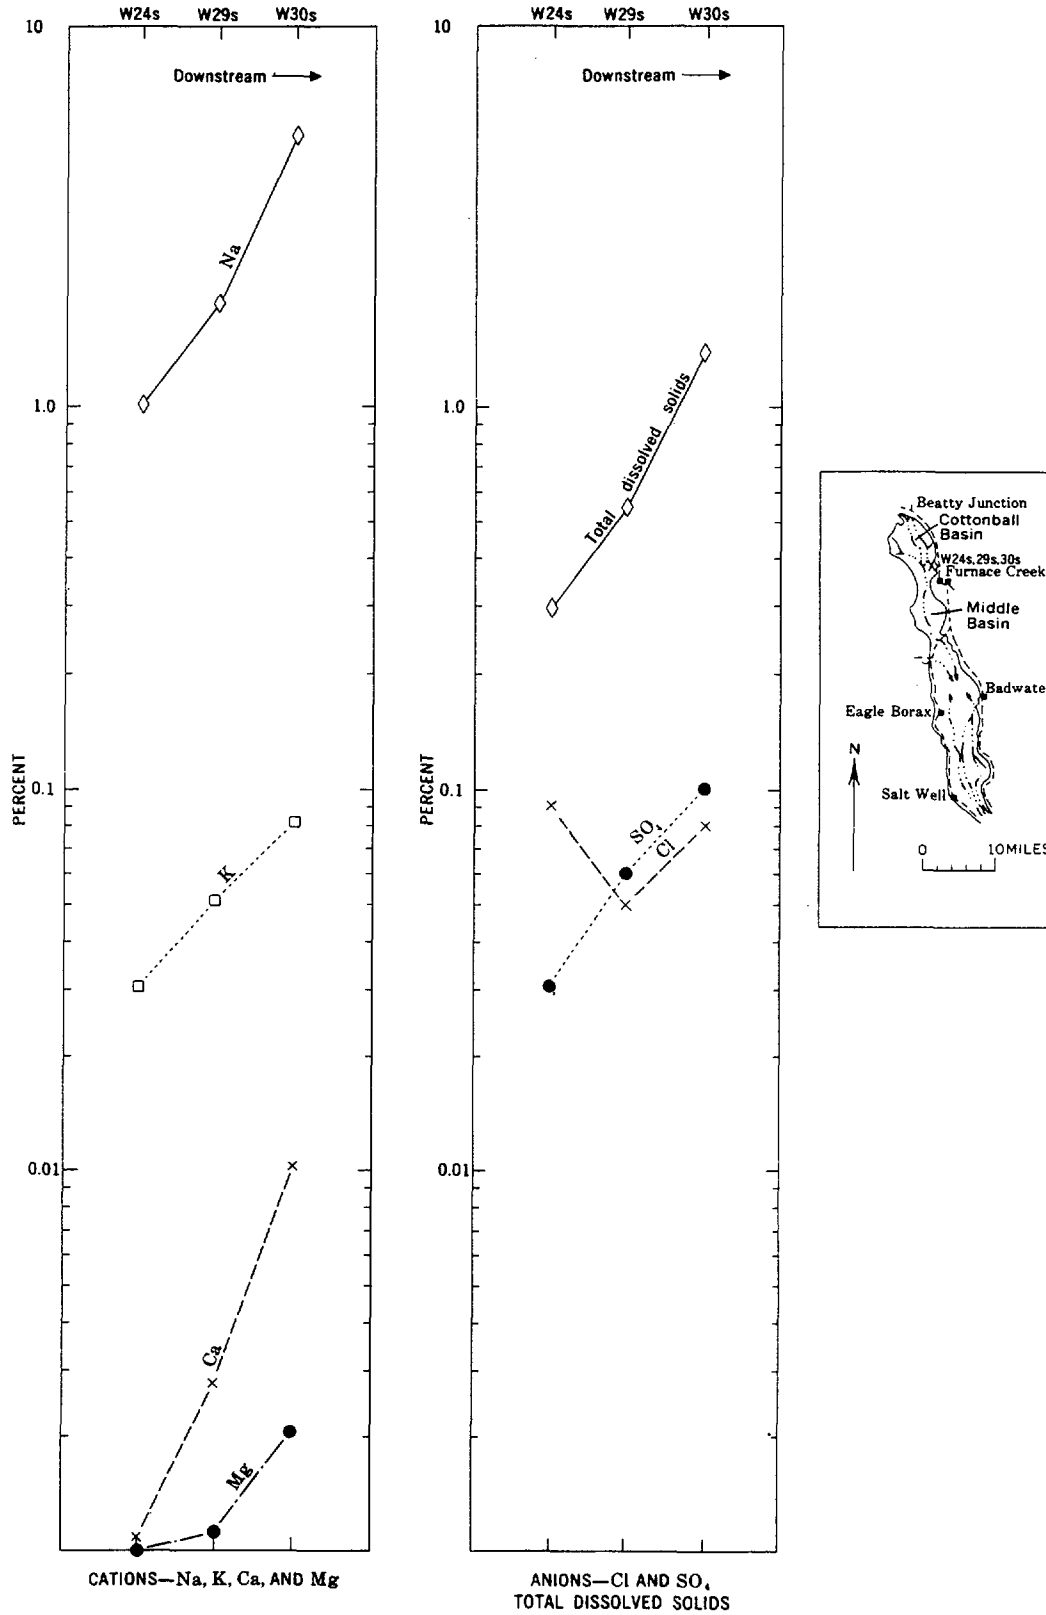 W24s W29s W30s
10
Downstream
Na
1.0
0.1
PERCENT
K
0.01
Ca
Mg
CATIONS—Na, K, Ca, AND Mg
W24s W29s W30s
10
Downstream
Total dissolved solids
1.0
0.1
PERCENT
SO₄
Cl
0.01
ANIONS—Cl AND SO₄
TOTAL DISSOLVED SOLIDS
Beatty Junction
Cottonball
Basin
W24s, 29s, 30s
Furnace Creek
Middle
Basin
Badwate
Eagle Borax
N
Salt Well
0 10 MILES